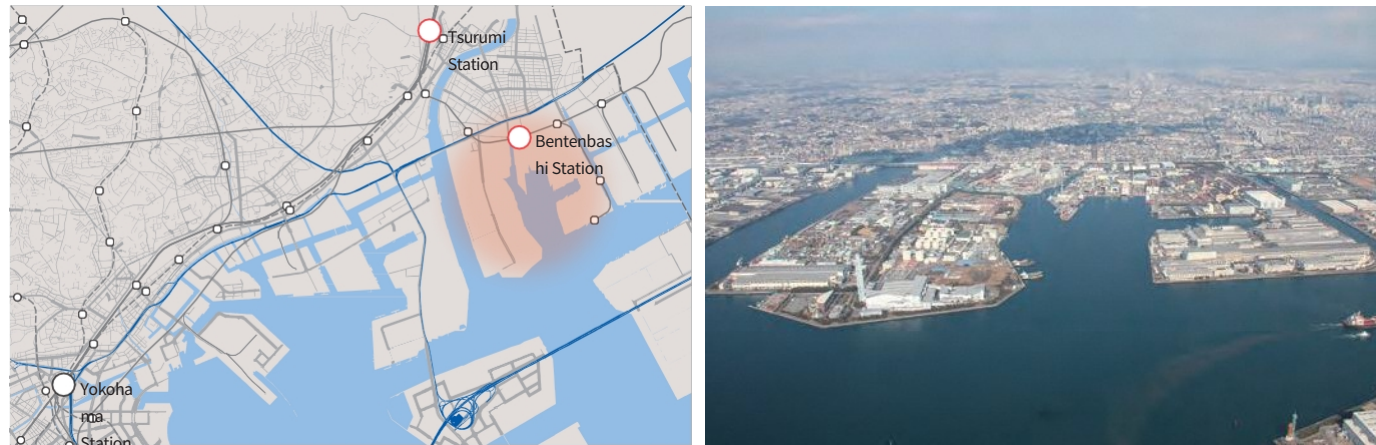 Tsurumi
Station
Bentenbas
hi Station
Yokoha
ma
Station